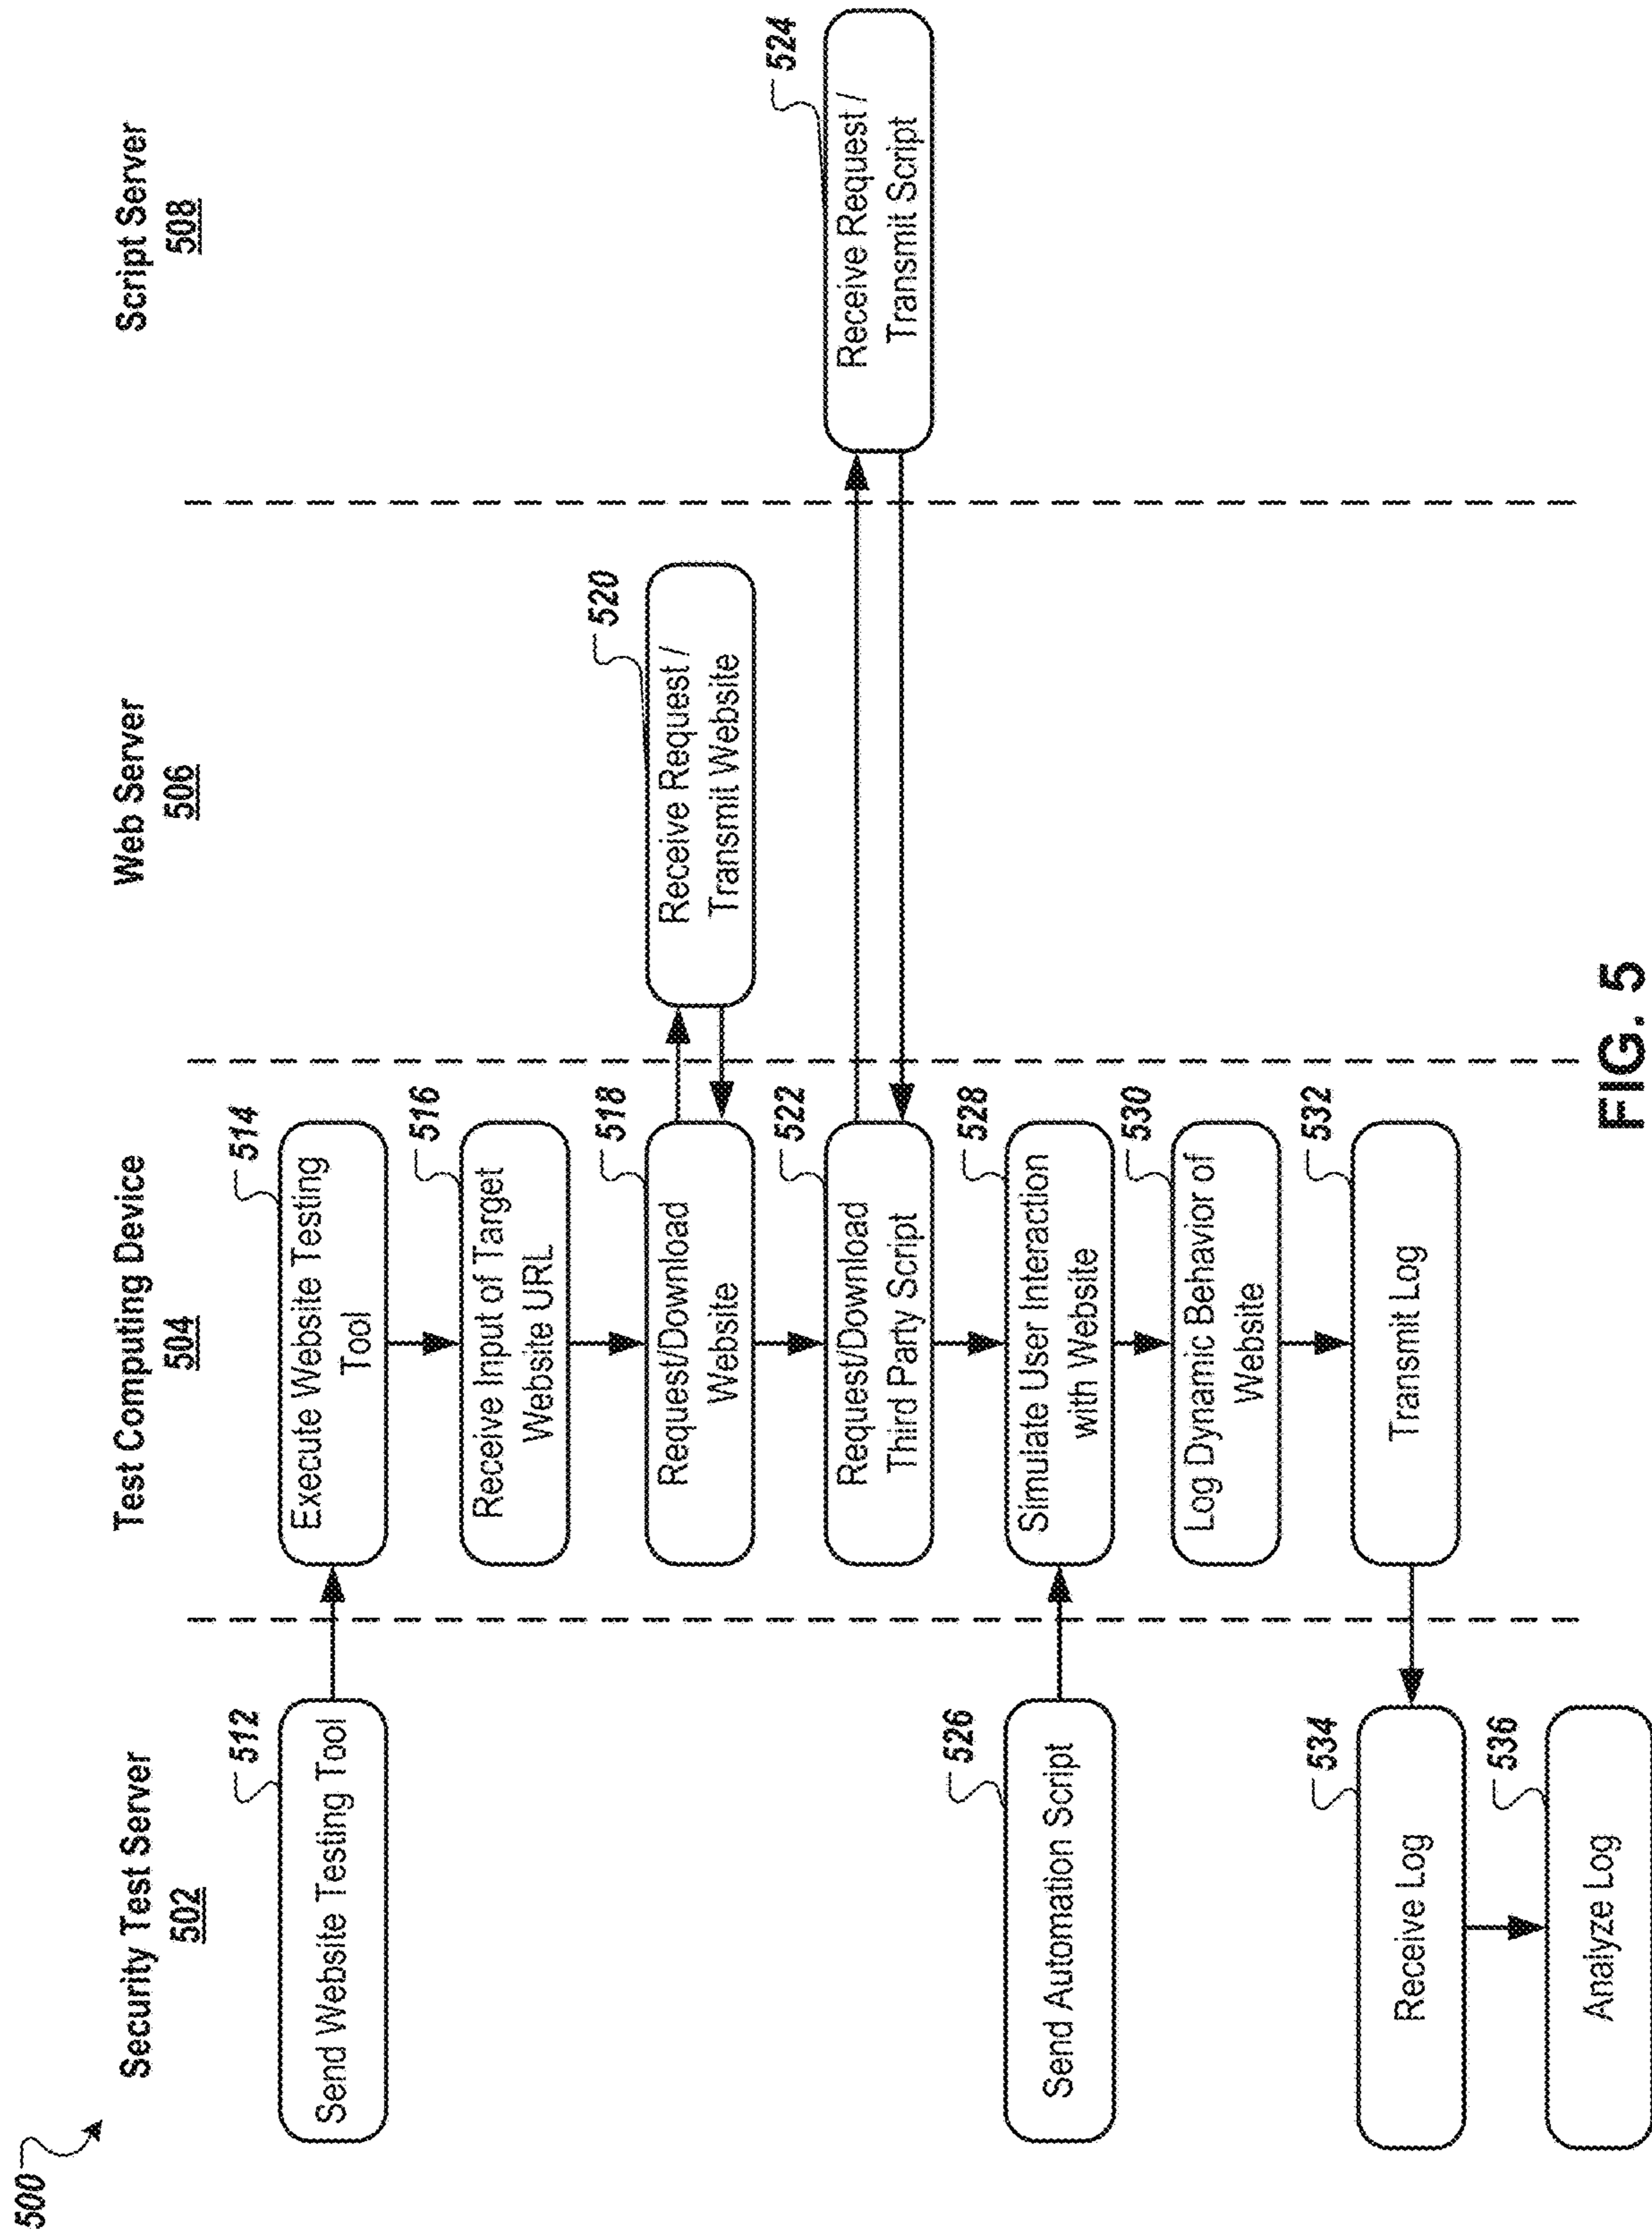 500
Security Test Server
502
Test Computing Device
504
Web Server
506
Script Server
508
512
Send Website Testing Tool
514
Execute Website Testing
Tool
516
Receive Input of Target
Website URL
518
Request/Download
Website
520
Receive Request /
Transmit Website
522
Request/Download
Third Party Script
524
Receive Request /
Transmit Script
526
Send Automation Script
528
Simulate User Interaction
with Website
530
Log Dynamic Behavior of
Website
532
Transmit Log
534
Receive Log
536
Analyze Log
FIG. 5